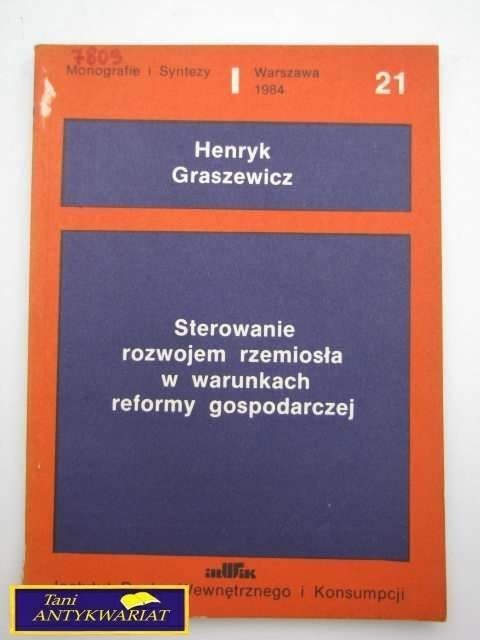 7809
Monografie i Syntezy
Warszawa
1984
21
Henryk
Graszewicz
Sterowanie
rozwojem rzemiosła
w warunkach
reformy gospodarczej
Wewnętrznego i Konsumpcji
Tani
ANTYKWARIAT